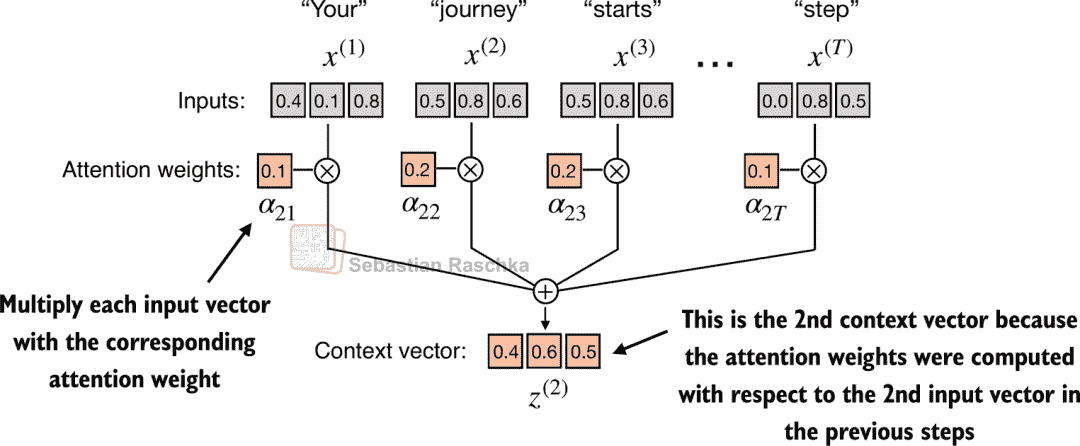 “Your” “journey” “starts” “step”
x^(1) x^(2) x^(3) ... x^(T)
Inputs: 0.4 0.1 0.8 0.5 0.8 0.6 0.5 0.8 0.6 0.0 0.8 0.5
Attention weights: 0.1 0.2 0.2 0.1
α21 α22 α23 α2T
Sebastian Raschka
Multiply each input vector
with the corresponding
attention weight
Context vector: 0.4 0.6 0.5
z^(2)
This is the 2nd context vector because
the attention weights were computed
with respect to the 2nd input vector in
the previous steps